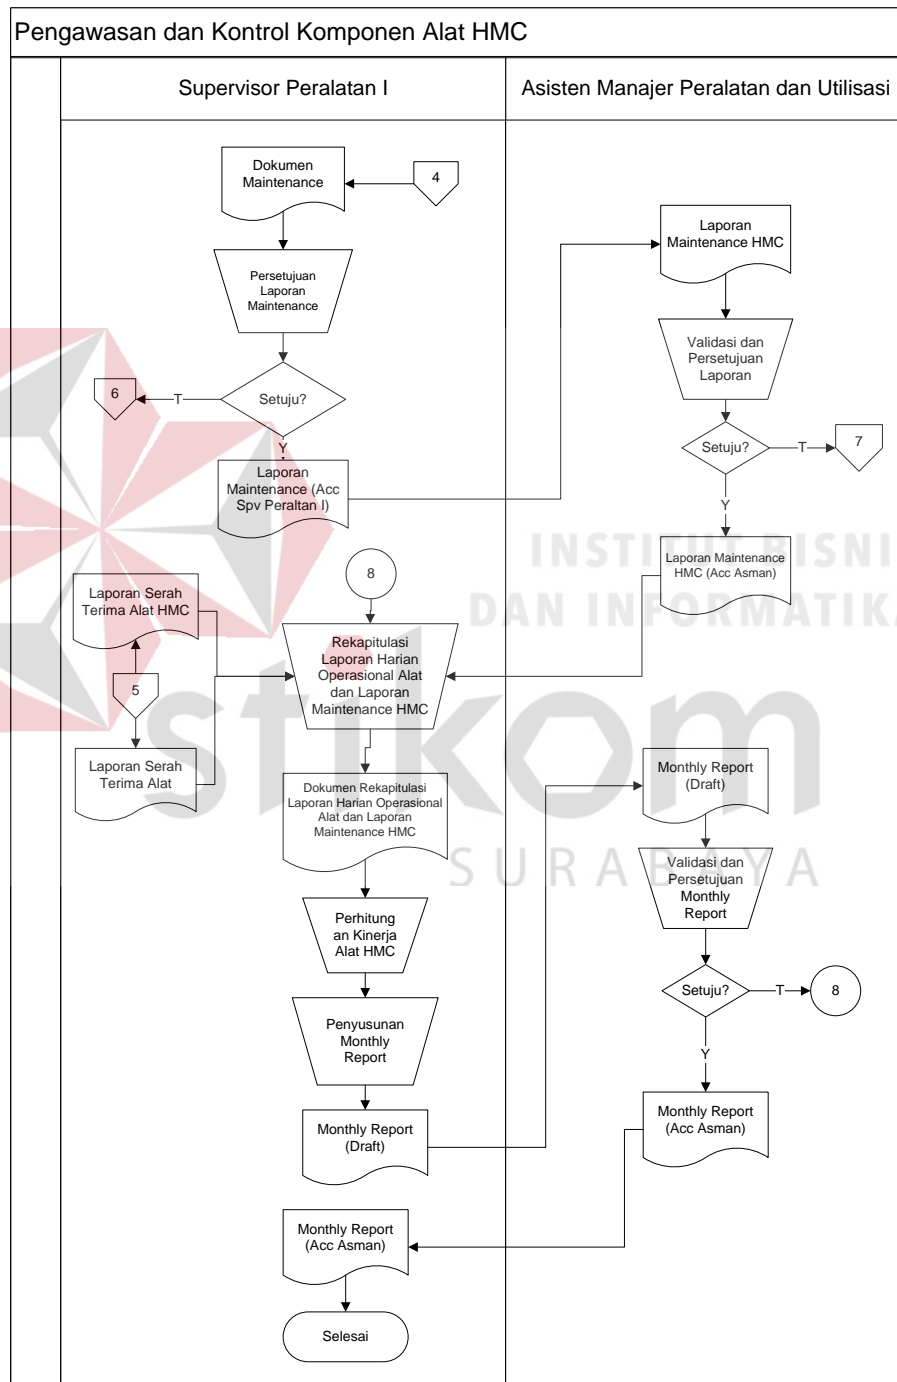 Pengawasan dan Kontrol Komponen Alat HMC
Supervisor Peralatan I
Asisten Manajer Peralatan dan Utilisasi
Dokumen
Maintenance
4
Persetujuan
Laporan
Maintenance
Setuju?
T
6
Y
Laporan
Maintenance (Acc
Spv Peraltan I)
Laporan
Maintenance HMC
Validasi dan
Persetujuan
Laporan
Setuju?
T
7
Y
Laporan Maintenance
HMC (Acc Asman)
8
Laporan Serah
Terima Alat HMC
5
Laporan Serah
Terima Alat
Rekapitulasi
Laporan Harian
Operasional Alat
dan Laporan
Maintenance HMC
Dokumen Rekapitulasi
Laporan Harian Operasional
Alat dan Laporan
Maintenance HMC
Perhitung
an Kinerja
Alat HMC
Penyusunan
Monthly
Report
Monthly Report
(Draft)
Monthly Report
(Draft)
Validasi dan
Persetujuan
Monthly
Report
Setuju?
T
8
Y
Monthly Report
(Acc Asman)
Monthly Report
(Acc Asman)
Selesai
INSTITUT BISNI
DAN INFORMATIKA
stikom
SURABAYA